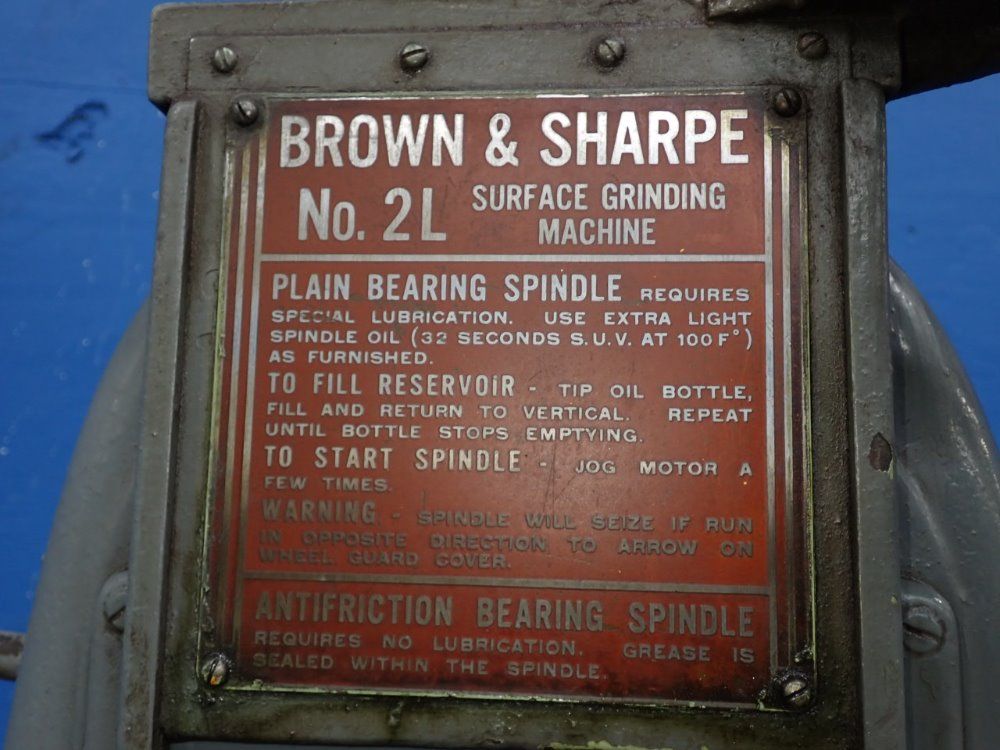 BROWN & SHARPE
No. 2L SURFACE GRINDING
MACHINE
PLAIN BEARING SPINDLE REQUIRES
SPECIAL LUBRICATION. USE EXTRA LIGHT
SPINDLE OIL (32 SECONDS S.U.V. AT 100F°)
AS FURNISHED.
TO FILL RESERVOIR - TIP OIL BOTTLE,
FILL AND RETURN TO VERTICAL. REPEAT
UNTIL BOTTLE STOPS EMPTYING.
TO START SPINDLE - JOG MOTOR A
FEW TIMES.
WARNING - SPINDLE WILL SEIZE IF RUN
IN OPPOSITE DIRECTION TO ARROW ON
WHEEL GUARD COVER.
ANTIFRICTION BEARING SPINDLE
REQUIRES NO LUBRICATION. GREASE IS
SEALED WITHIN THE SPINDLE.